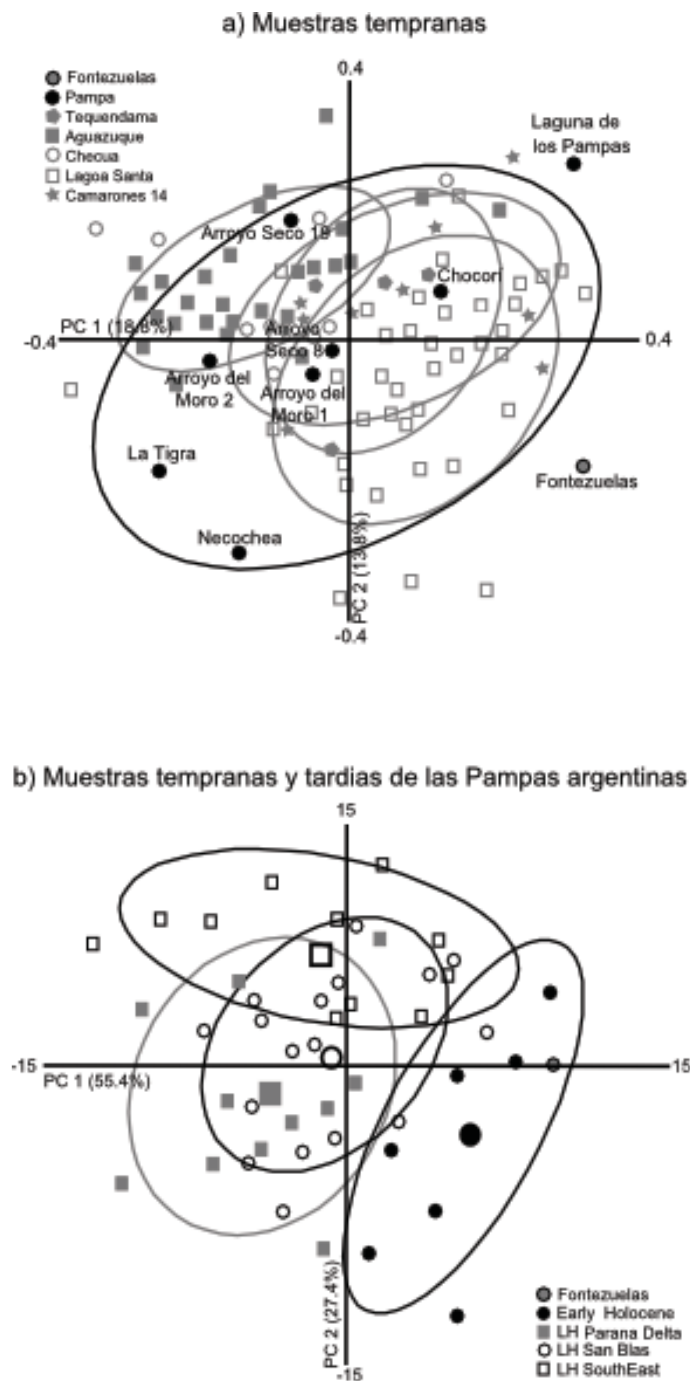 a) Muestras tempranas
0.4
Fontezuelas
Pampa
Tequendama
Aguazuque
Checua
Lagoa Santa
Camarones 14
Laguna de
los Pampas
Arroyo Seco 18
Chocorí
PC 1 (18.8%)
-0.4
0.4
Arroyo
Seco 8
Arroyo del
Moro 2
Arroyo del
Moro 1
La Tigra
Fontezuelas
Necochea
PC 2 (13.8%)
-0.4
b) Muestras tempranas y tardias de las Pampas argentinas
15
-15
15
PC 1 (55.4%)
PC 2 (27.4%)
-15
Fontezuelas
Early Holocene
LH Parana Delta
LH San Blas
LH SouthEast